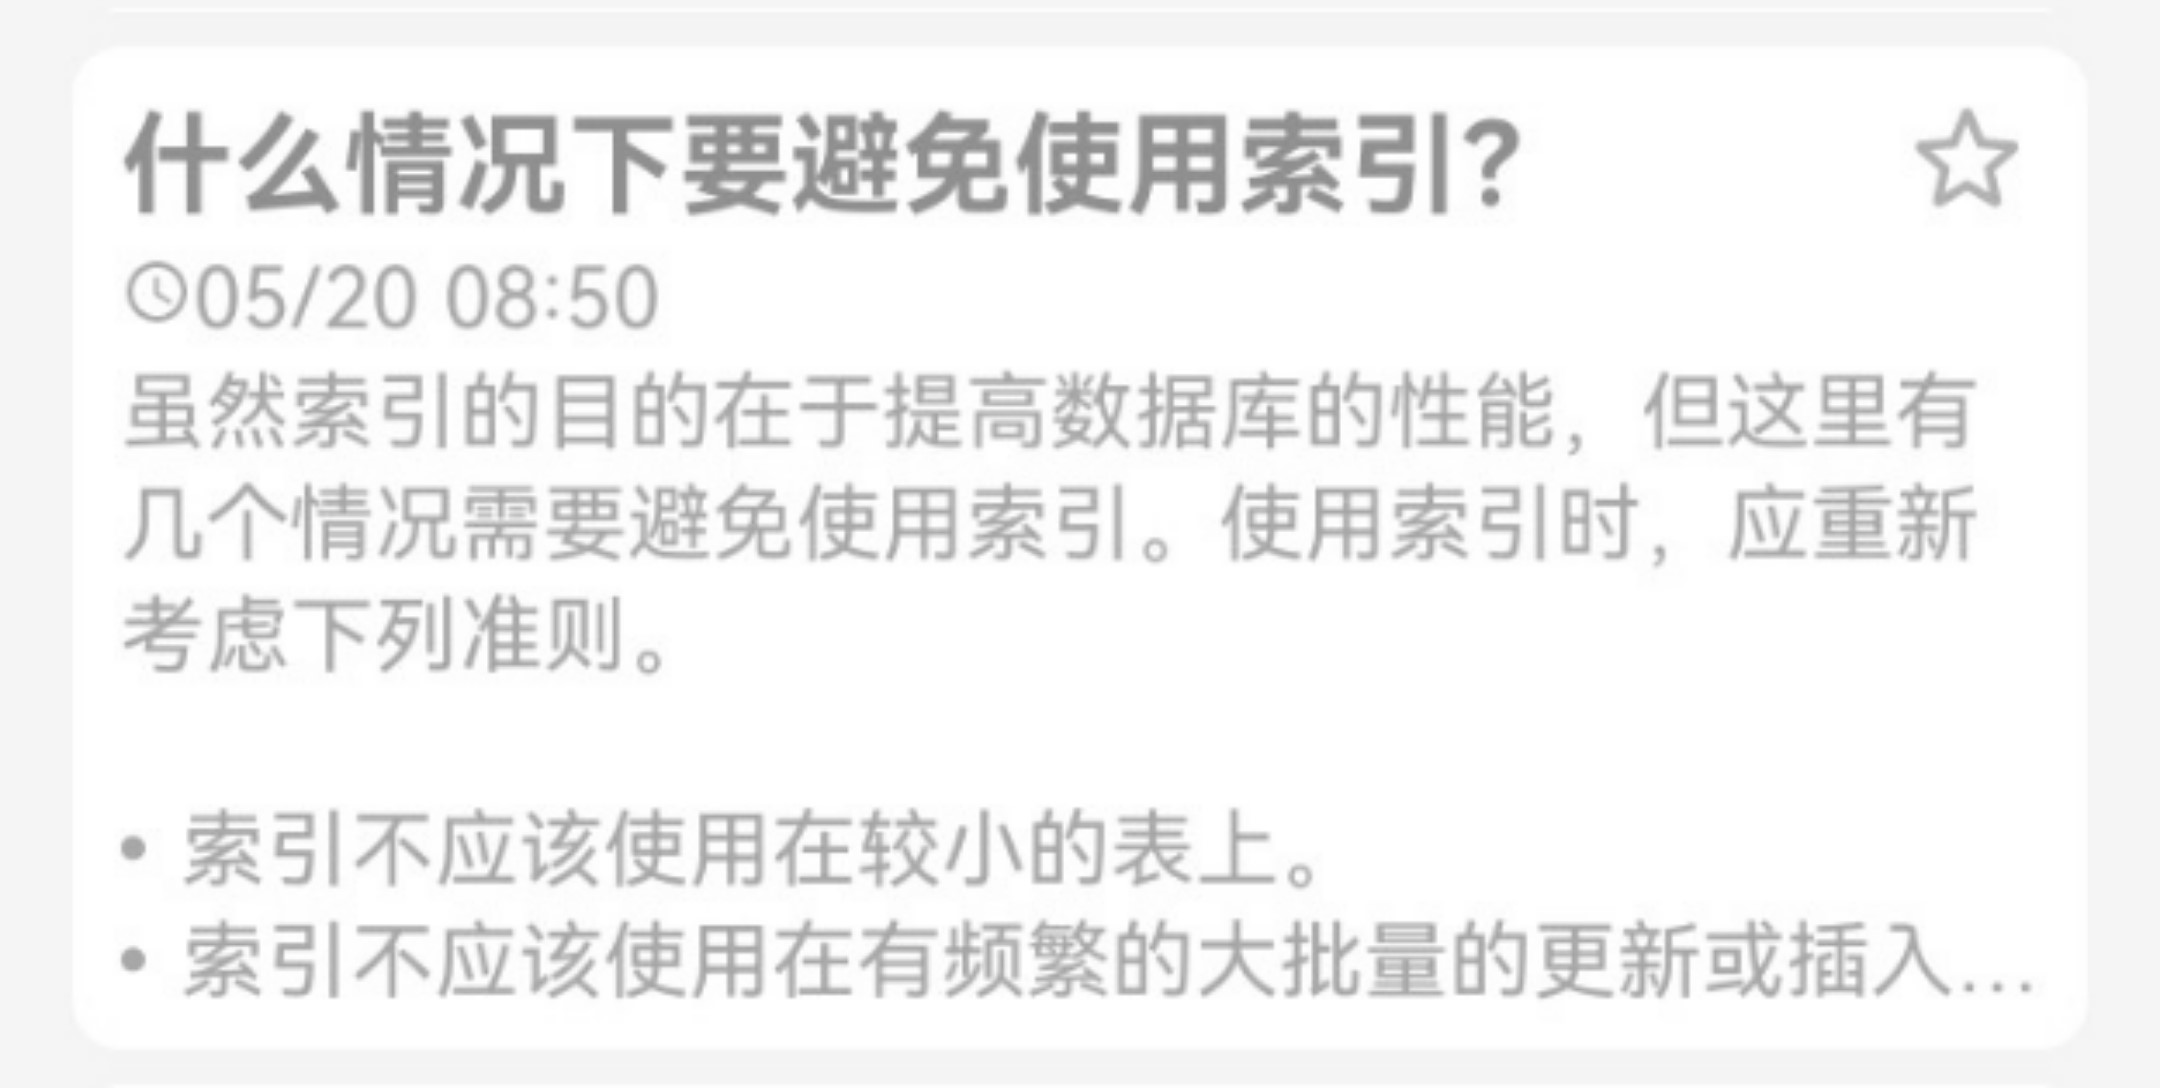 什么情况下要避免使用索引?
05/20 08:50
虽然索引的目的在于提高数据库的性能，但这里有
几个情况需要避免使用索引。使用索引时，应重新
考虑下列准则。
• 索引不应该使用在较小的表上。
• 索引不应该使用在有频繁的大批量的更新或插入...